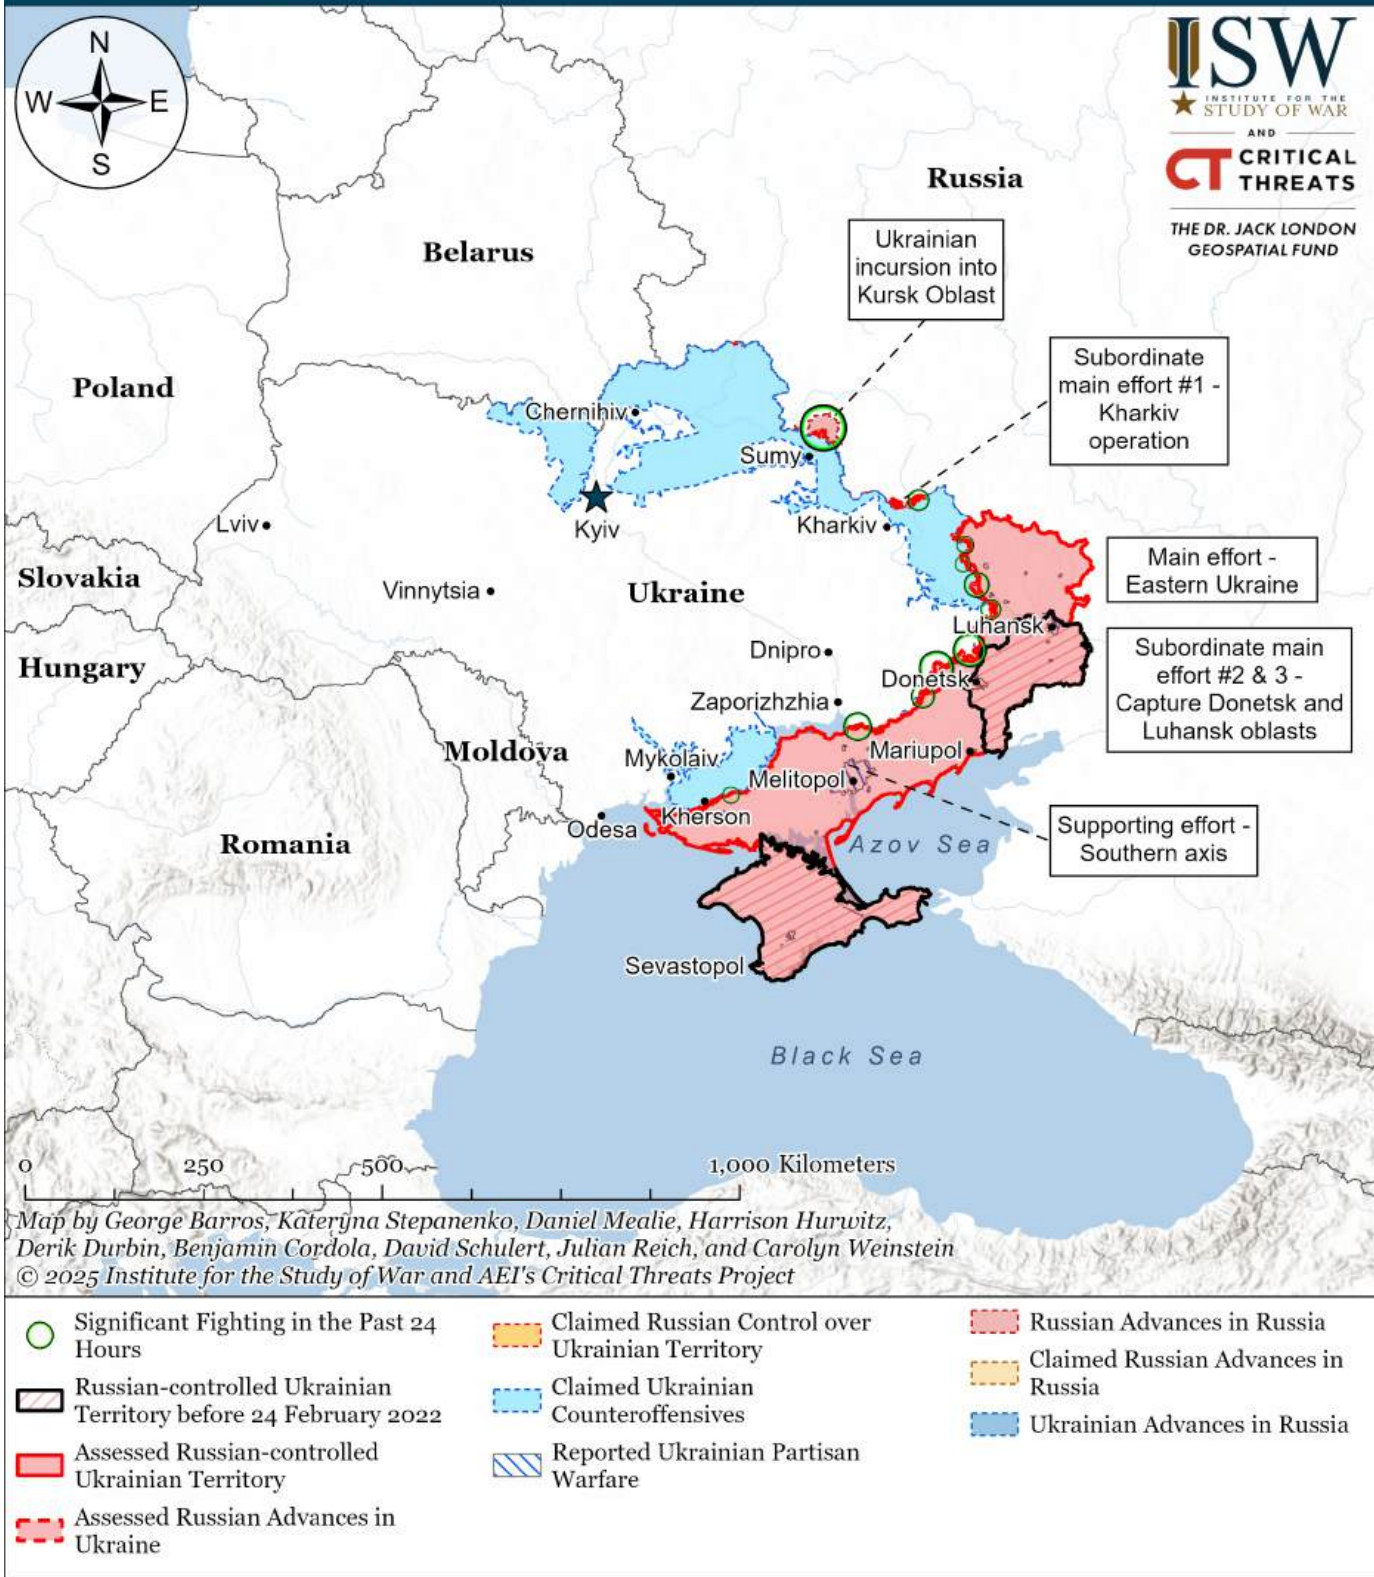 N
W
E
S
ISW
INSTITUTE FOR THE
STUDY OF WAR
AND
CT CRITICAL
THREATS
THE DR. JACK LONDON
GEOSPATIAL FUND
Russia
Belarus
Ukrainian
incursion into
Kursk Oblast
Subordinate
main effort #1 -
Kharkiv
operation
Poland
Chernihiv
Sumy
Kyiv
Kharkiv
Lviv
Slovakia
Vinnytsia
Ukraine
Main effort -
Eastern Ukraine
Luhansk
Hungary
Dnipro
Donetsk
Subordinate main
effort #2 & 3 -
Capture Donetsk and
Luhansk oblasts
Zaporizhzhia
Moldova
Mykolaiv
Mariupol
Melitopol
Kherson
Odesa
Romania
Azov Sea
Supporting effort -
Southern axis
Sevastopol
Black Sea
0
250
500
1,000 Kilometers
Map by George Barros, Kateryna Stepanenko, Daniel Mealie, Harrison Hurwitz,
Derik Durbin, Benjamin Cordola, David Schulert, Julian Reich, and Carolyn Weinstein
© 2025 Institute for the Study of War and AEI's Critical Threats Project
Significant Fighting in the Past 24
Hours
Russian-controlled Ukrainian
Territory before 24 February 2022
Assessed Russian-controlled
Ukrainian Territory
Assessed Russian Advances in
Ukraine
Claimed Russian Control over
Ukrainian Territory
Claimed Ukrainian
Counteroffensives
Reported Ukrainian Partisan
Warfare
Russian Advances in Russia
Claimed Russian Advances in
Russia
Ukrainian Advances in Russia